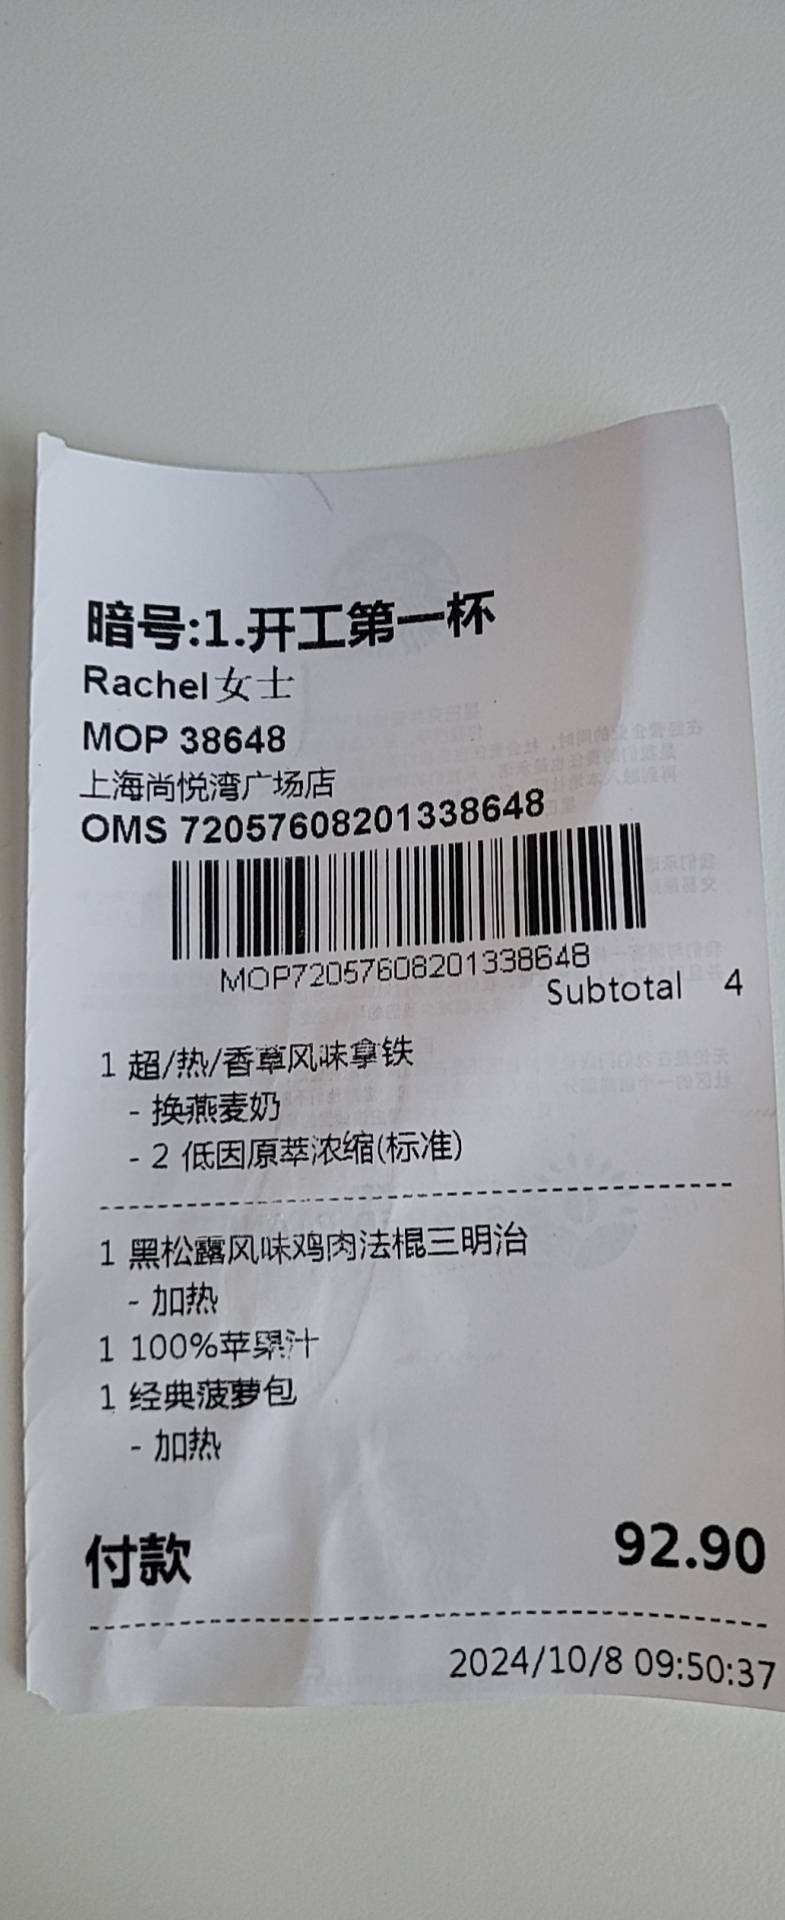 暗号:1.开工第一杯
Rachel女士
MOP 38648
上海尚悦湾广场店
OMS 72057608201338648
MOP72057608201338648
Subtotal 4
1 超/热/香草风味拿铁
- 换燕麦奶
- 2 低因原萃浓缩(标准)
1 黑松露风味鸡肉法棍三明治
- 加热
1 100%苹果汁
1 经典菠萝包
- 加热
付款 92.90
2024/10/8 09:50:37